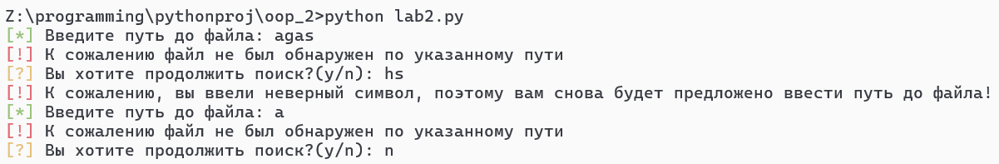 Z:\programming\pythonproj\oop_2>python lab2.py
[*] Введите путь до файла: agas
[!] К сожалению файл не был обнаружен по указанному пути
[?] Вы хотите продолжить поиск?(y/n): hs
[!] К сожалению, вы ввели неверный символ, поэтому вам снова будет предложено ввести путь до файла!
[*] Введите путь до файла: a
[!] К сожалению файл не был обнаружен по указанному пути
[?] Вы хотите продолжить поиск?(y/n): n